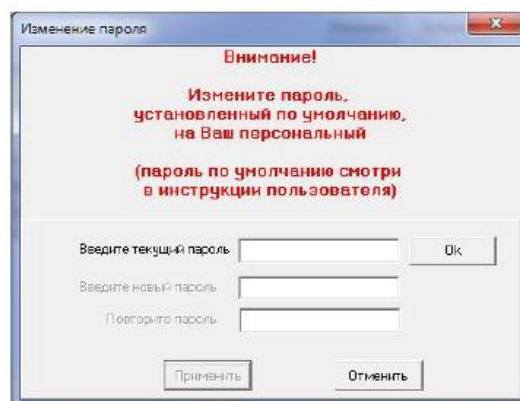 Изменение пароля
Внимание!
Измените пароль,
установленный по умолчанию,
на Ваш персональный
(пароль по умолчанию смотри
в инструкции пользователя)
Введите текущий пароль
Ok
Введите новый пароль
Повторите пароль
Применить
Отменить